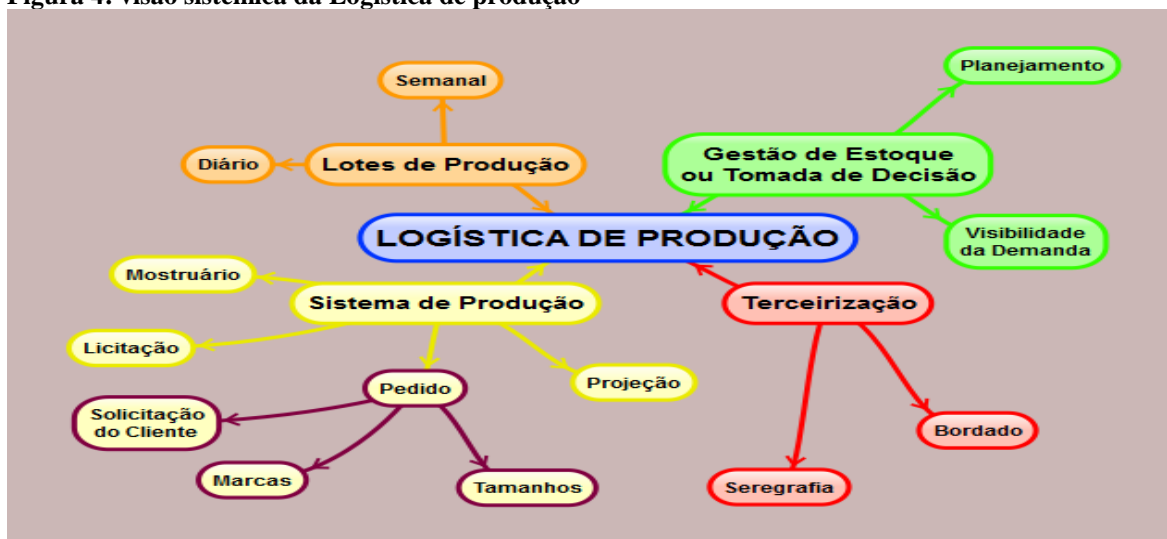 Figura 4: Visão sistêmica da Logística de produção
Semanal
Planejamento
Diário
Lotes de Produção
Gestão de Estoque
ou Tomada de Decisão
Visibilidade
da Demanda
LOGÍSTICA DE PRODUÇÃO
Mostruário
Sistema de Produção
Terceirização
Licitação
Pedido
Projeção
Solicitação
do Cliente
Bordado
Marcas
Tamanhos
Seregrafia